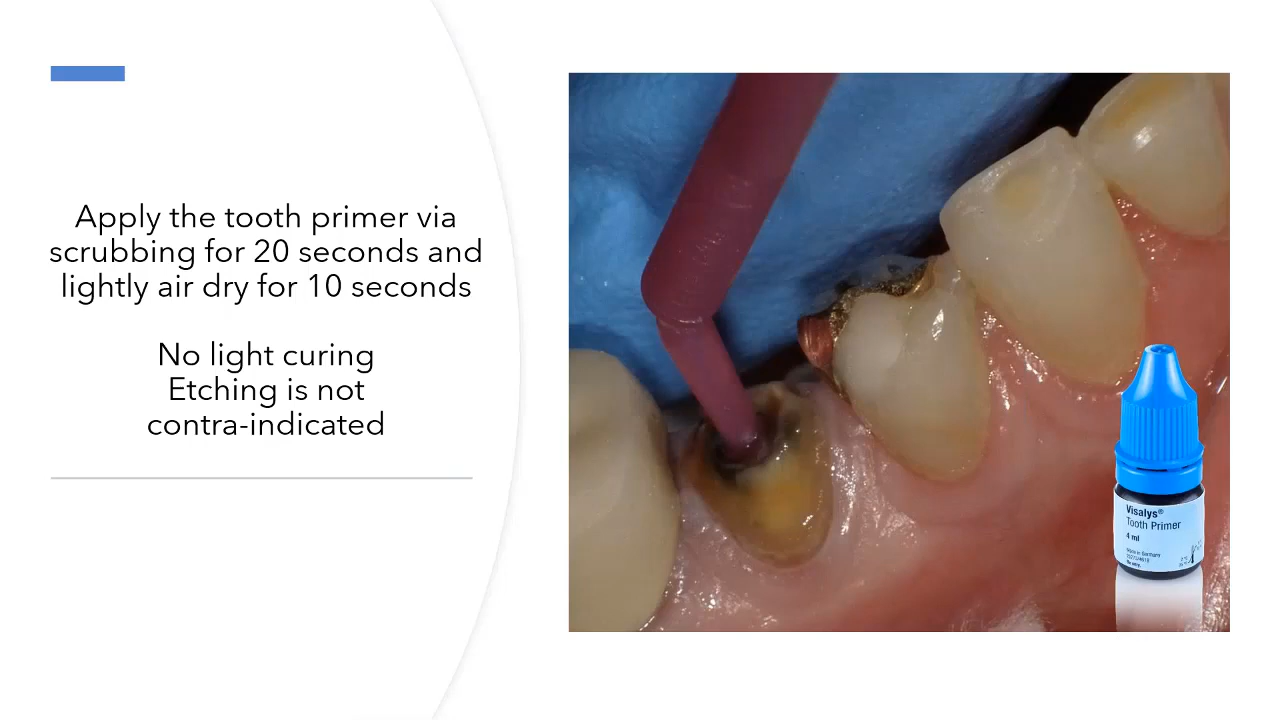 Apply the tooth primer via
scrubbing for 20 seconds and
lightly air dry for 10 seconds
No light curing
Etching is not
contra-indicated
Visalys®
Tooth Primer
4 ml
Made in Germany